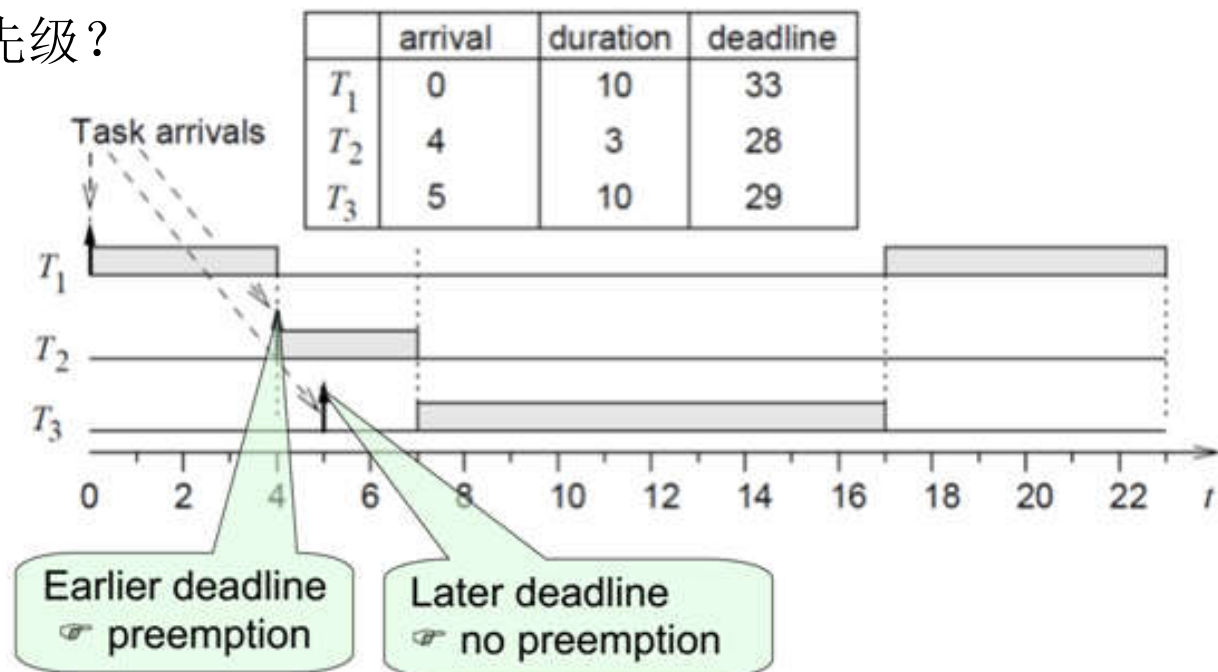 先级？
arrival duration deadline
T1 0 10 33
T2 4 3 28
T3 5 10 29
Task arrivals
T1
T2
T3
0 2 4 6 8 10 12 14 16 18 20 22 t
Earlier deadline
☞ preemption
Later deadline
☞ no preemption